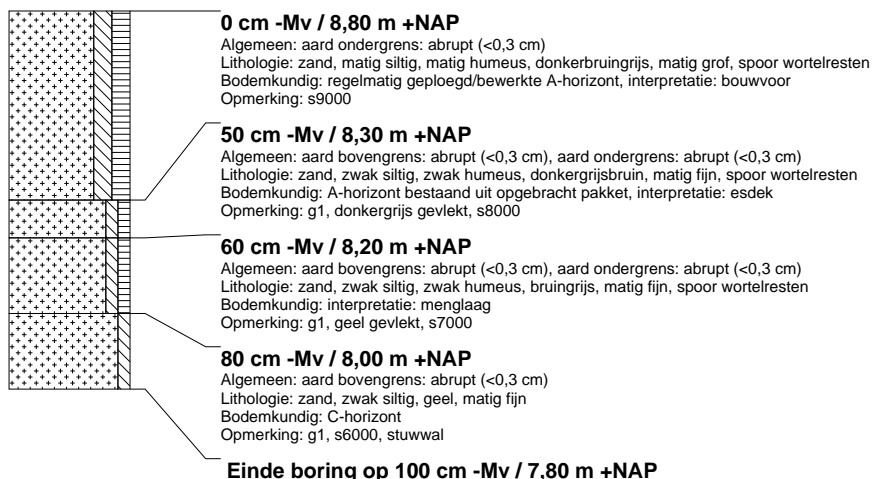 0 cm -Mv / 8,80 m +NAP
Algemeen: aard ondergrens: abrupt (<0,3 cm)
Lithologie: zand, matig siltig, matig humeus, donkerbruingrijs, matig grof, spoor wortelresten
Bodemkundig: regelmatig geploegd/bewerkte A-horizont, interpretatie: bouwvoor
Opmerking: s9000
50 cm -Mv / 8,30 m +NAP
Algemeen: aard bovengrens: abrupt (<0,3 cm), aard ondergrens: abrupt (<0,3 cm)
Lithologie: zand, zwak siltig, zwak humeus, donkergrijsbruin, matig fijn, spoor wortelresten
Bodemkundig: A-horizont bestaand uit opgebracht pakket, interpretatie: esdek
Opmerking: g1, donkergrijs gevlekt, s8000
60 cm -Mv / 8,20 m +NAP
Algemeen: aard bovengrens: abrupt (<0,3 cm), aard ondergrens: abrupt (<0,3 cm)
Lithologie: zand, zwak siltig, zwak humeus, bruingrijs, matig fijn, spoor wortelresten
Bodemkundig: interpretatie: menglaag
Opmerking: g1, geel gevlekt, s7000
80 cm -Mv / 8,00 m +NAP
Algemeen: aard bovengrens: abrupt (<0,3 cm)
Lithologie: zand, zwak siltig, geel, matig fijn
Bodemkundig: C-horizont
Opmerking: g1, s6000, stuwwal
Einde boring op 100 cm -Mv / 7,80 m +NAP